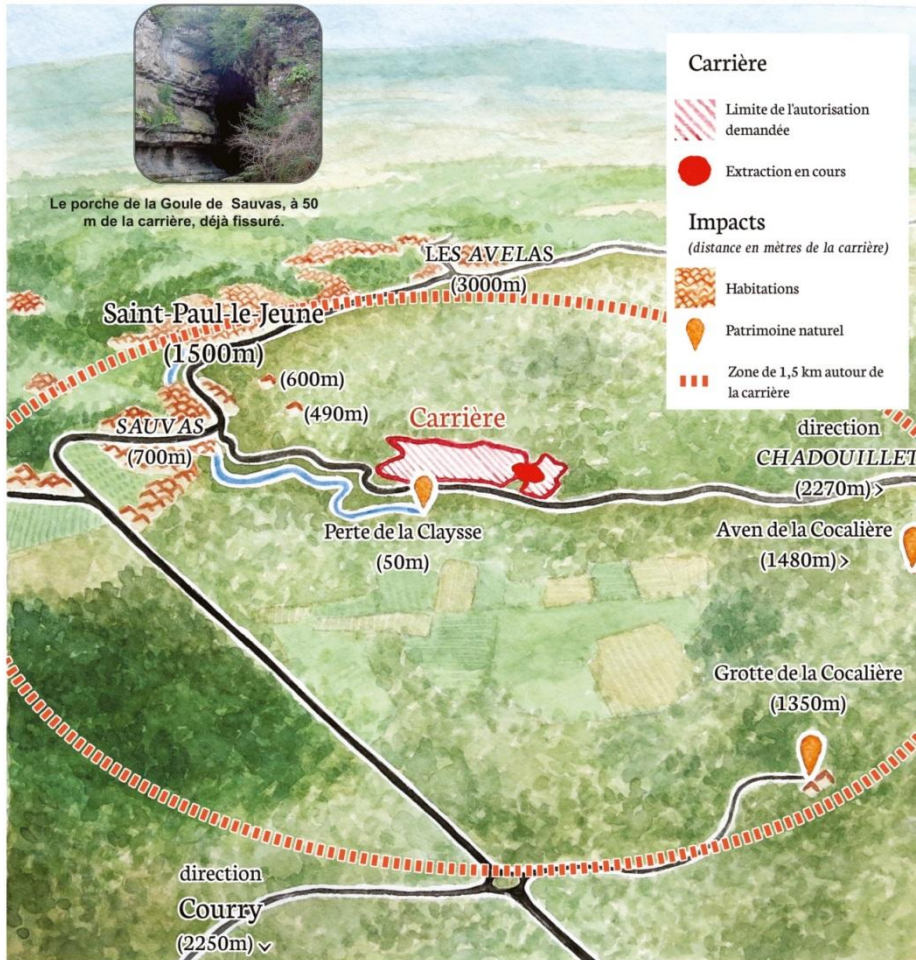 Le porche de la Goule de Sauvas, à 50
m de la carrière, déjà fissuré.
Carrière
Limite de l'autorisation
demandée
Extraction en cours
Impacts
(distance en mètres de la carrière)
Habitations
Patrimoine naturel
Zone de 1,5 km autour de
la carrière
LES AVELAS
(3000m)
Saint-Paul-le-Jeune
(1500m)
(600m)
(490m)
SAUVAS
(700m)
Carrière
direction
CHADOUILLET
(2270m) >
Perte de la Claysse
(50m)
Aven de la Cocalière
(1480m) >
Grotte de la Cocalière
(1350m)
direction
Courry
(2250m) ⌄